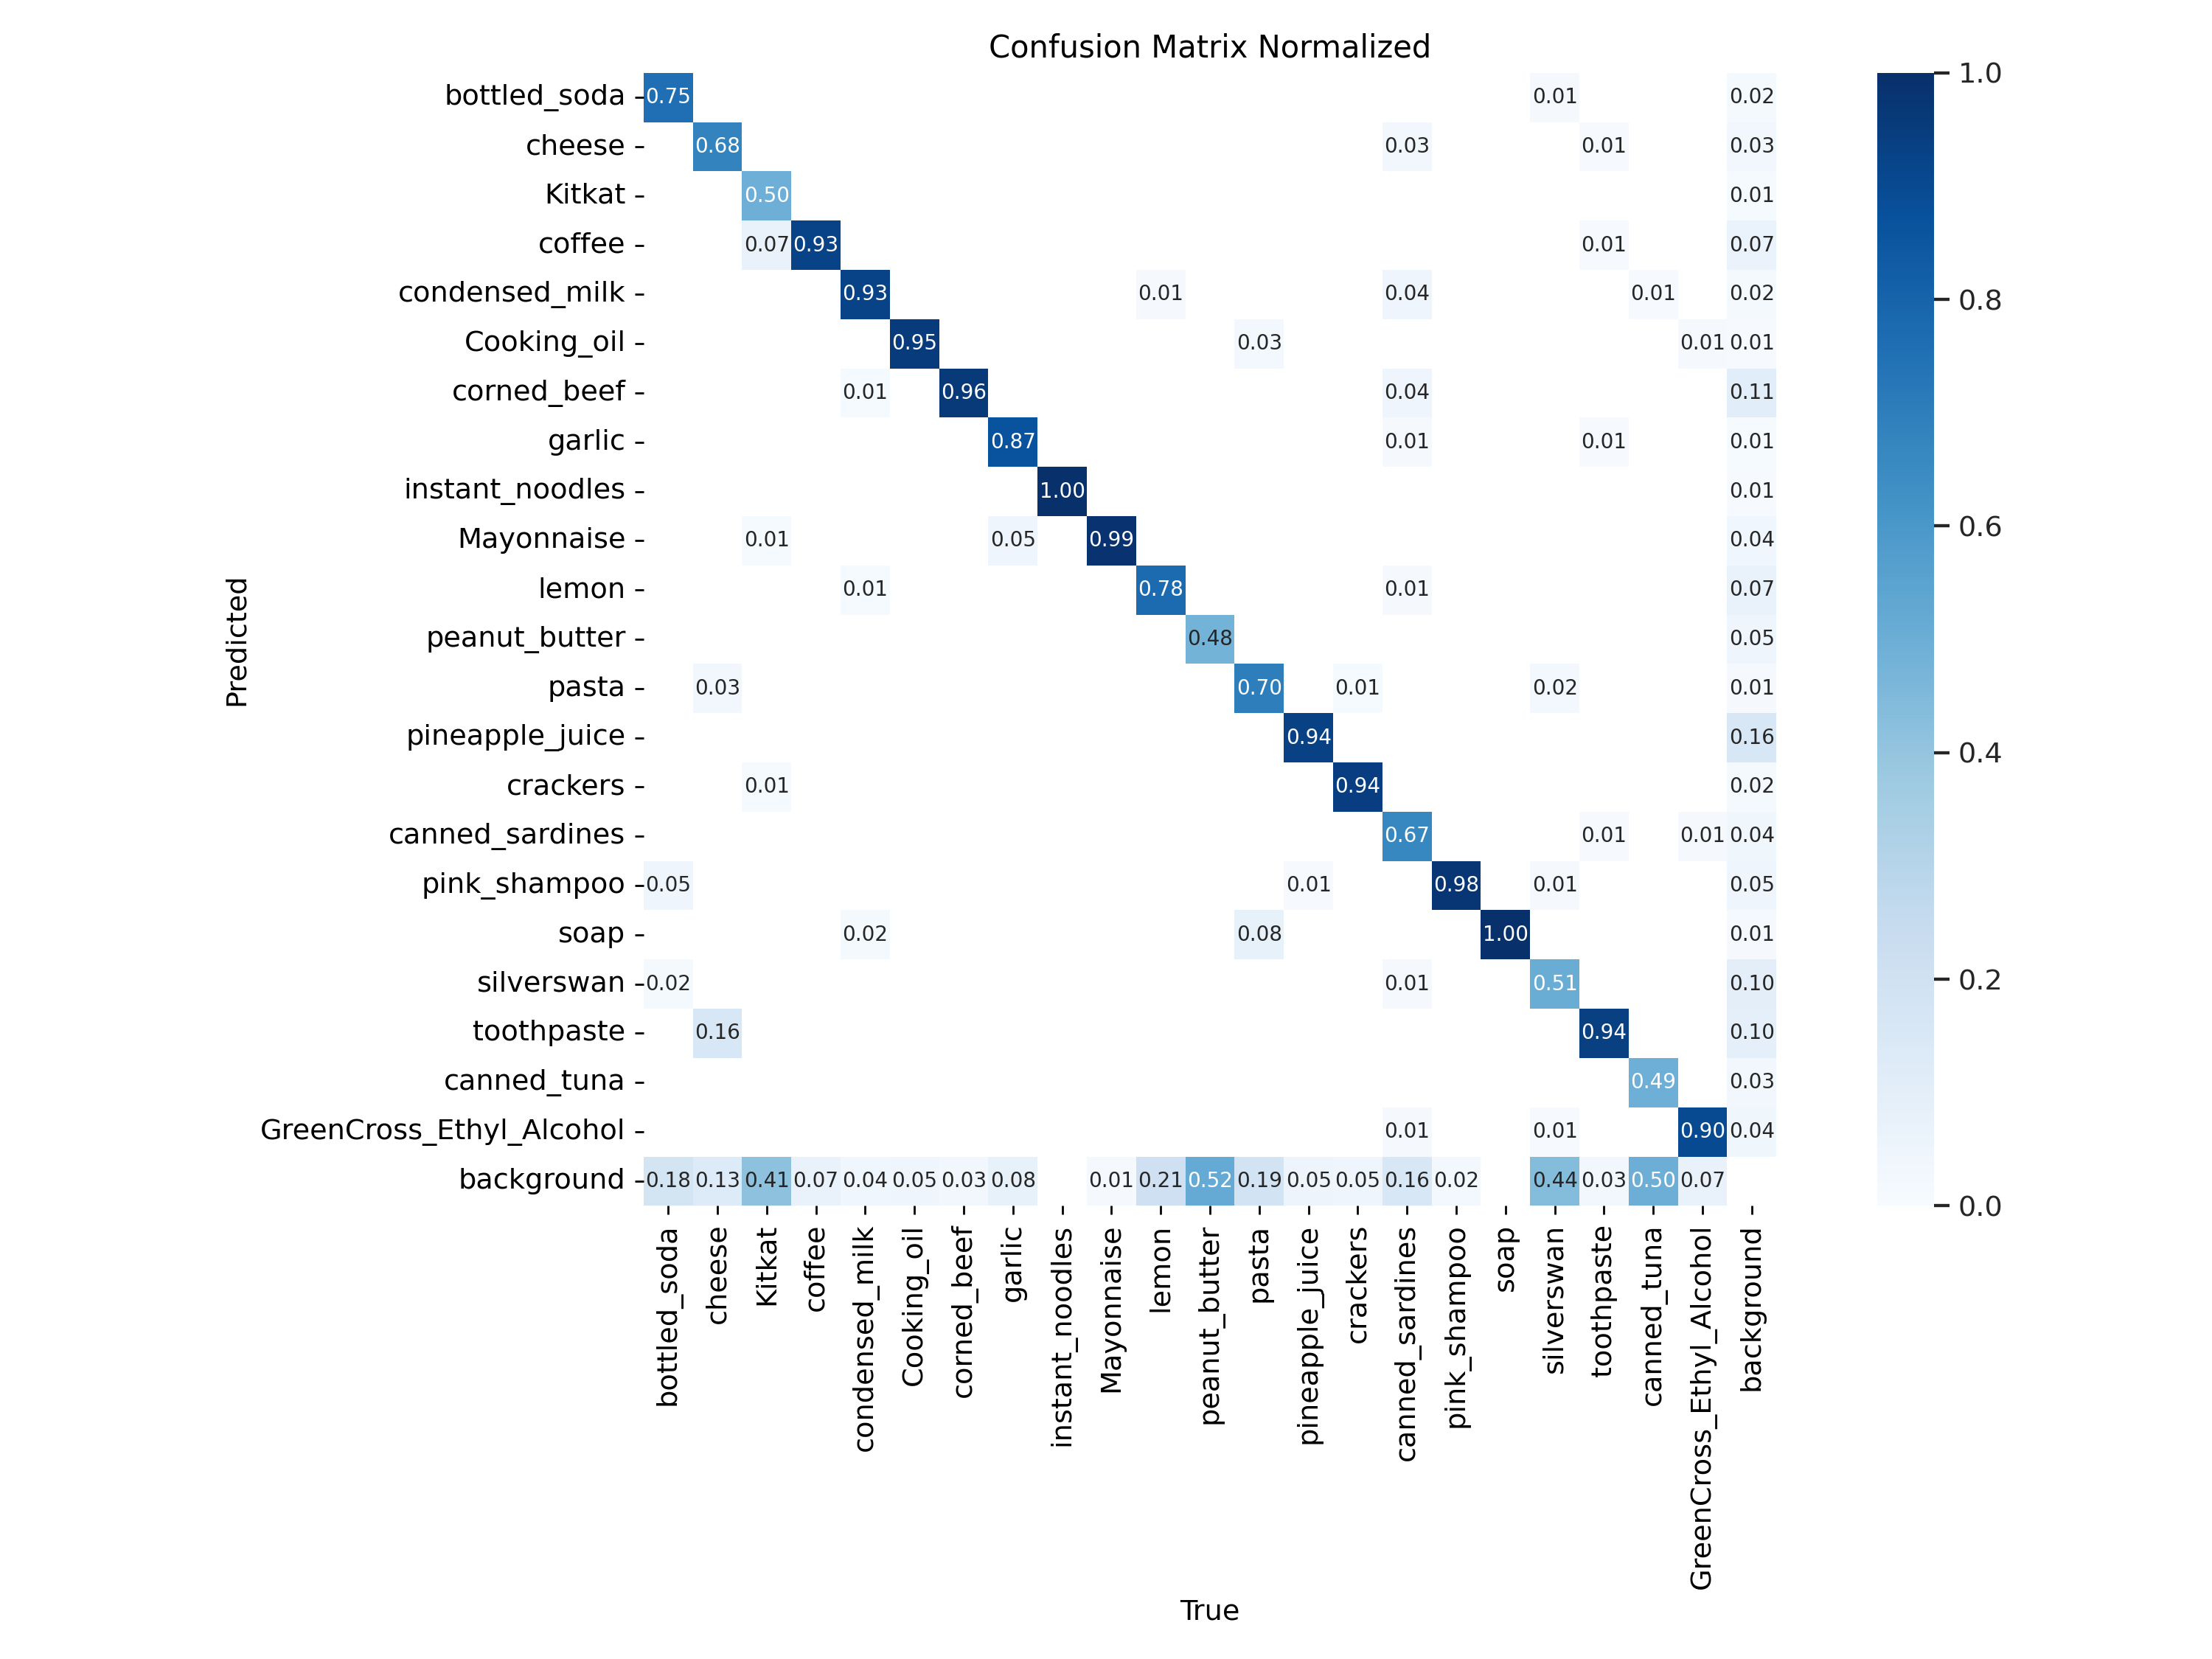 Confusion Matrix Normalized
bottled_soda 0.75 0.01 0.02
cheese 0.68 0.03 0.01 0.03
Kitkat 0.50 0.01
coffee 0.07 0.93 0.01 0.07
condensed_milk 0.93 0.01 0.04 0.01 0.02
Cooking_oil 0.95 0.03 0.01 0.01
corned_beef 0.01 0.96 0.04 0.11
garlic 0.87 0.01 0.01 0.01
instant_noodles 1.00 0.01
Mayonnaise 0.01 0.05 0.99 0.04
lemon 0.01 0.78 0.01 0.07
peanut_butter 0.48 0.05
pasta 0.03 0.70 0.01 0.02 0.01
pineapple_juice 0.94 0.16
crackers 0.01 0.94 0.02
canned_sardines 0.67 0.01 0.01 0.04
pink_shampoo 0.05 0.01 0.98 0.01 0.05
soap 0.02 0.08 1.00 0.01
silverswan 0.02 0.01 0.51 0.10
toothpaste 0.16 0.94 0.10
canned_tuna 0.49 0.03
GreenCross_Ethyl_Alcohol 0.01 0.01 0.90 0.04
background 0.18 0.13 0.41 0.07 0.04 0.05 0.03 0.08 0.01 0.21 0.52 0.19 0.05 0.05 0.16 0.02 0.44 0.03 0.50 0.07
Predicted
bottled_soda
cheese
Kitkat
coffee
condensed_milk
Cooking_oil
corned_beef
garlic
instant_noodles
Mayonnaise
lemon
peanut_butter
pasta
pineapple_juice
crackers
canned_sardines
pink_shampoo
soap
silverswan
toothpaste
canned_tuna
GreenCross_Ethyl_Alcohol
background
True
1.0
0.8
0.6
0.4
0.2
0.0